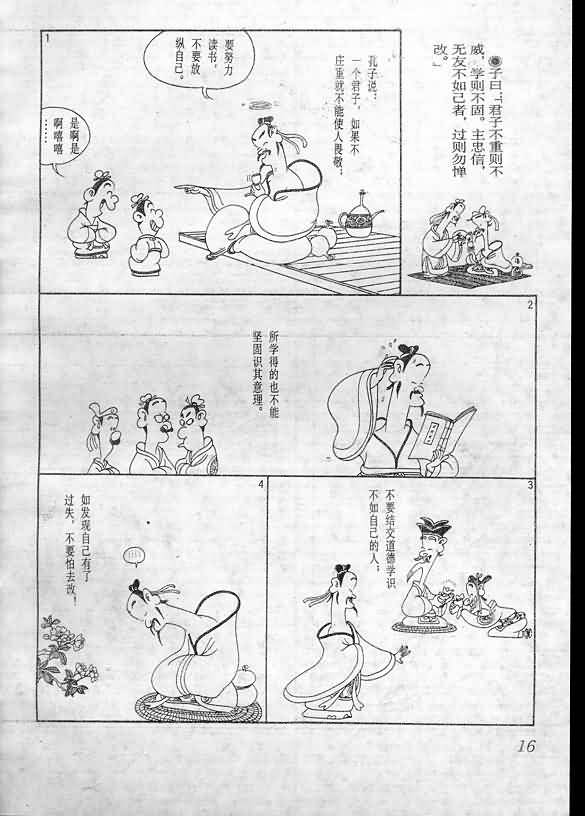 ◉子曰："君子不重则不
威，学则不固。主忠信，
无友不如己者，过则勿惮
改。"
1
孔子说：
一个君子，如果不
庄重就不能使人畏敬；
要努力
读书，
不要放
纵自己。
是啊是
啊嘻嘻
……
2
所学得的也不能
坚固识其意理。
3
不要结交道德学识
不如自己的人；
4
如发现自己有了
过失，不要怕去改！
16